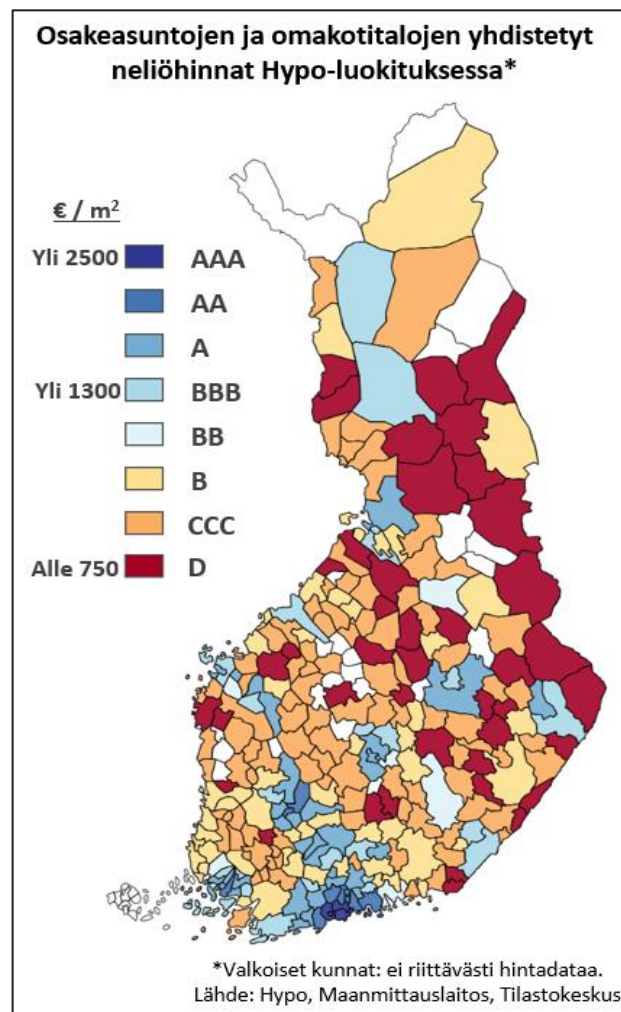 Osakeasuntojen ja omakotitalojen yhdistetyt
neliöhinnat Hypo-luokituksessa*
€ / m²
Yli 2500 AAA
AA
A
Yli 1300 BBB
BB
B
CCC
Alle 750 D
*Valkoiset kunnat: ei riittävästi hintadataa.
Lähde: Hypo, Maanmittauslaitos, Tilastokeskus